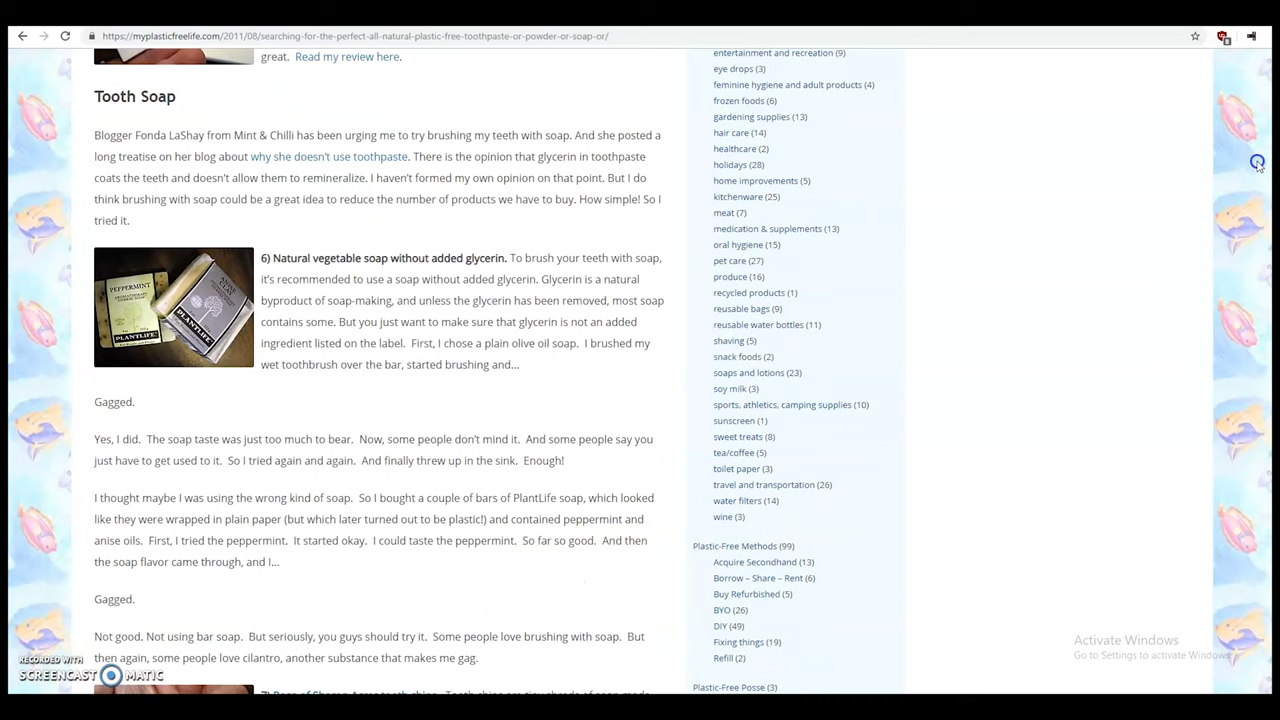 https://myplasticfreelife.com/2011/08/searching-for-the-perfect-all-natural-plastic-free-toothpaste-or-powder-or-soap-or/
great. Read my review here.
Tooth Soap
Blogger Fonda LaShay from Mint & Chilli has been urging me to try brushing my teeth with soap. And she posted a
long treatise on her blog about why she doesn't use toothpaste. There is the opinion that glycerin in toothpaste
coats the teeth and doesn't allow them to remineralize. I haven't formed my own opinion on that point. But I do
think brushing with soap could be a great idea to reduce the number of products we have to buy. How simple! So I
tried it.
PEPPERMINT
PLANTLIFE
PLANTLIFE
6) Natural vegetable soap without added glycerin. To brush your teeth with soap,
it's recommended to use a soap without added glycerin. Glycerin is a natural
byproduct of soap-making, and unless the glycerin has been removed, most soap
contains some. But you just want to make sure that glycerin is not an added
ingredient listed on the label. First, I chose a plain olive oil soap. I brushed my
wet toothbrush over the bar, started brushing and…
Gagged.
Yes, I did. The soap taste was just too much to bear. Now, some people don't mind it. And some people say you
just have to get used to it. So I tried again and again. And finally threw up in the sink. Enough!
I thought maybe I was using the wrong kind of soap. So I bought a couple of bars of PlantLife soap, which looked
like they were wrapped in plain paper (but which later turned out to be plastic!) and contained peppermint and
anise oils. First, I tried the peppermint. It started okay. I could taste the peppermint. So far so good. And then
the soap flavor came through, and I…
Gagged.
Not good. Not using bar soap. But seriously, you guys should try it. Some people love brushing with soap. But
then again, some people love cilantro, another substance that makes me gag.
entertainment and recreation (9)
eye drops (3)
feminine hygiene and adult products (4)
frozen foods (6)
gardening supplies (13)
hair care (14)
healthcare (2)
holidays (28)
home improvements (5)
kitchenware (25)
meat (7)
medication & supplements (13)
oral hygiene (15)
pet care (27)
produce (16)
recycled products (1)
reusable bags (9)
reusable water bottles (11)
shaving (5)
snack foods (2)
soaps and lotions (23)
soy milk (3)
sports, athletics, camping supplies (10)
sunscreen (1)
sweet treats (8)
tea/coffee (5)
toilet paper (3)
travel and transportation (26)
water filters (14)
wine (3)
Plastic-Free Methods (99)
Acquire Secondhand (13)
Borrow – Share – Rent (6)
Buy Refurbished (5)
BYO (26)
DIY (49)
Fixing things (19)
Refill (2)
Plastic-Free Posse (3)
Activate Windows
Go to Settings to activate Windows.
RECORDED WITH
SCREENCAST MATIC